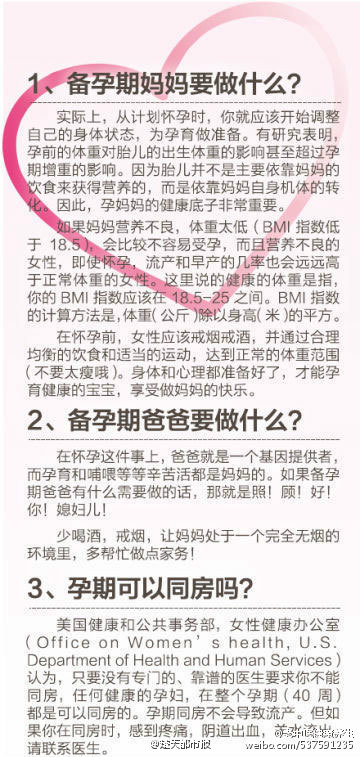 1、备孕期妈妈要做什么？
实际上，从计划怀孕时，你就应该开始调整
自己的身体状态，为孕育做准备。有研究表明，
孕前的体重对胎儿的出生体重的影响甚至超过孕
期增重的影响。因为胎儿并不是主要依靠妈妈的
饮食来获得营养的，而是依靠妈妈自身机体的转
化。因此，孕妈妈的健康底子非常重要。
如果妈妈营养不良，体重太低（BMI 指数低
于 18.5），会比较不容易受孕，而且营养不良的
女性，即使怀孕，流产和早产的几率也会远远高
于正常体重的女性。这里说的健康的体重是指，
你的 BMI 指数应该在 18.5-25 之间。BMI 指数
的计算方法是，体重（公斤）除以身高（米）的平方。
在怀孕前，女性应该戒烟戒酒，并通过合理
均衡的饮食和适当的运动，达到正常的体重范围
（不要太瘦哦）。身体和心理都准备好了，才能孕
育健康的宝宝，享受做妈妈的快乐。
2、备孕期爸爸要做什么？
在怀孕这件事上，爸爸就是一个基因提供者，
而孕育和哺喂等等辛苦活都是妈妈的。如果备孕
期爸爸有什么需要做的话，那就是照！顾！好！
你！媳妇儿！
少喝酒，戒烟，让妈妈处于一个完全无烟的
环境里，多帮忙做点家务！
3、孕期可以同房吗？
美国健康和公共事务部，女性健康办公室
（Office on Women’s health, U.S.
Department of Health and Human Services）
认为，只要没有专门的、靠谱的医生要求你不能
同房，任何健康的孕妇，在整个孕期（40 周）
都是可以同房的。孕期同房不会导致流产。但如
果你在同房时，感到疼痛，阴道出血，羊水流出，
请联系医生。
@楚天都市报
weibo.com/537591235